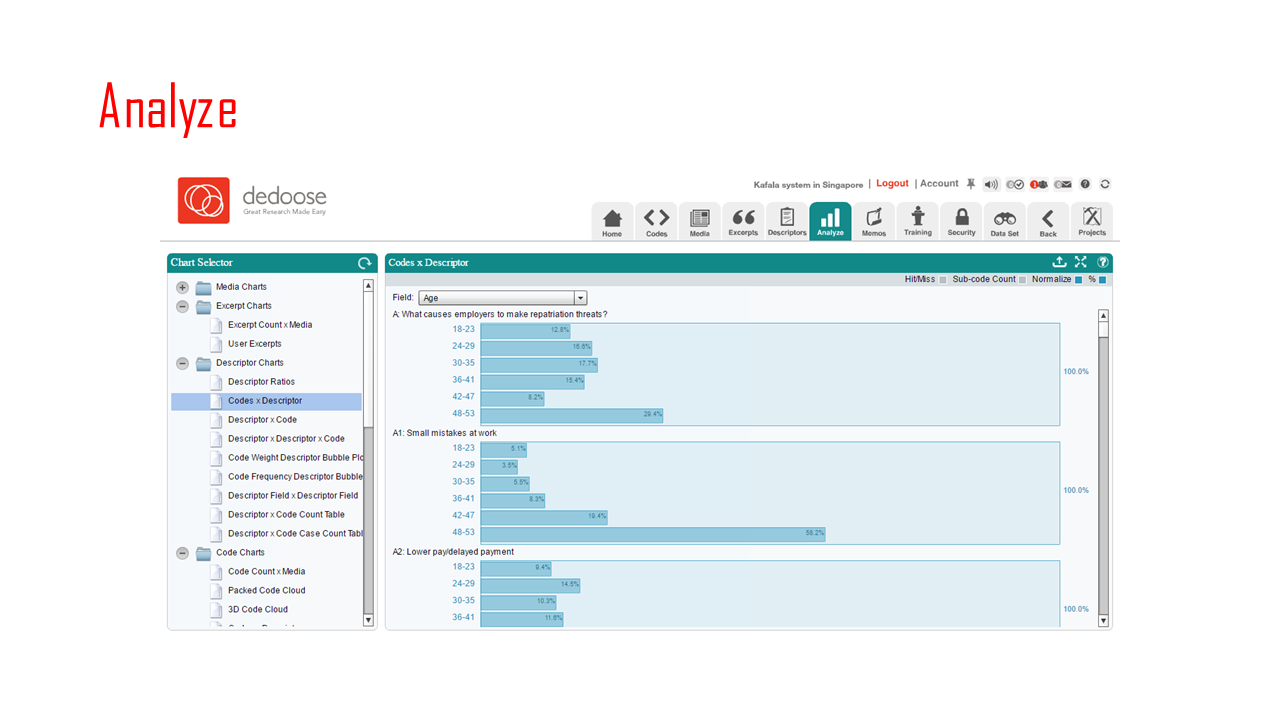 Analyze
dedoose
Great Research Made Easy
Kafala system in Singapore | Logout | Account
Home Codes Media Excerpts Descriptors Analyze Memos Training Security Data Set Back Projects
Chart Selector
Media Charts
Excerpt Charts
Excerpt Count x Media
User Excerpts
Descriptor Charts
Descriptor Ratios
Codes x Descriptor
Descriptor x Code
Descriptor x Descriptor x Code
Code Weight Descriptor Bubble Plo
Code Frequency Descriptor Bubble
Descriptor Field x Descriptor Field
Descriptor x Code Count Table
Descriptor x Code Case Count Tabl
Code Charts
Code Count x Media
Packed Code Cloud
3D Code Cloud
Codes x Descriptor
Hit/Miss Sub-code Count Normalize %
Field: Age
A: What causes employers to make repatriation threats?
18-23 12.8%
24-29 16.6%
30-35 17.7%
36-41 15.4%
42-47 8.2%
48-53 29.4%
100.0%
A1: Small mistakes at work
18-23 5.1%
24-29 3.5%
30-35 5.5%
36-41 8.3%
42-47 19.4%
48-53 58.2%
100.0%
A2: Lower pay/delayed payment
18-23 9.4%
24-29 14.5%
30-35 10.3%
36-41 11.6%
100.0%